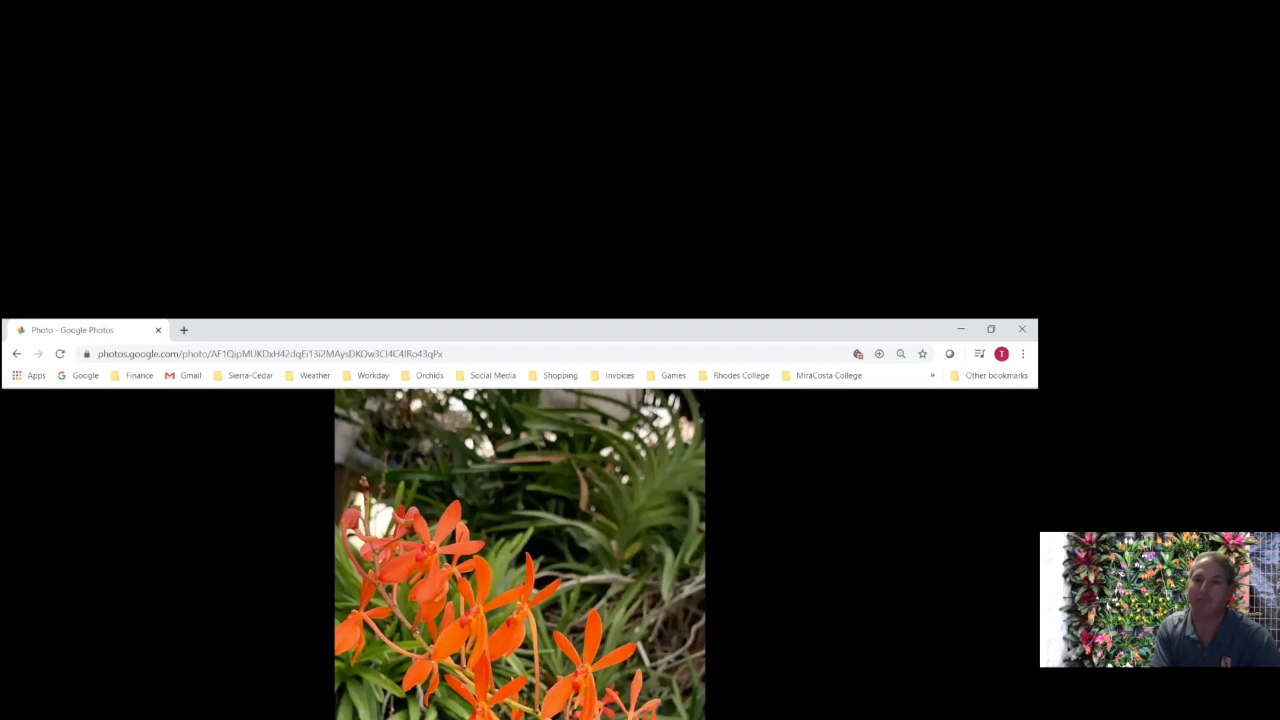 Photo - Google Photos
photos.google.com/photo/AF1QipMUKDxH42dqEi13i2MAysDKOw3Cl4C4lRo43qPx
T
Apps Google Finance Gmail Sierra-Cedar Weather Workday Orchids Social Media Shopping Invoices Games Rhodes College MiraCosta College » Other bookmarks